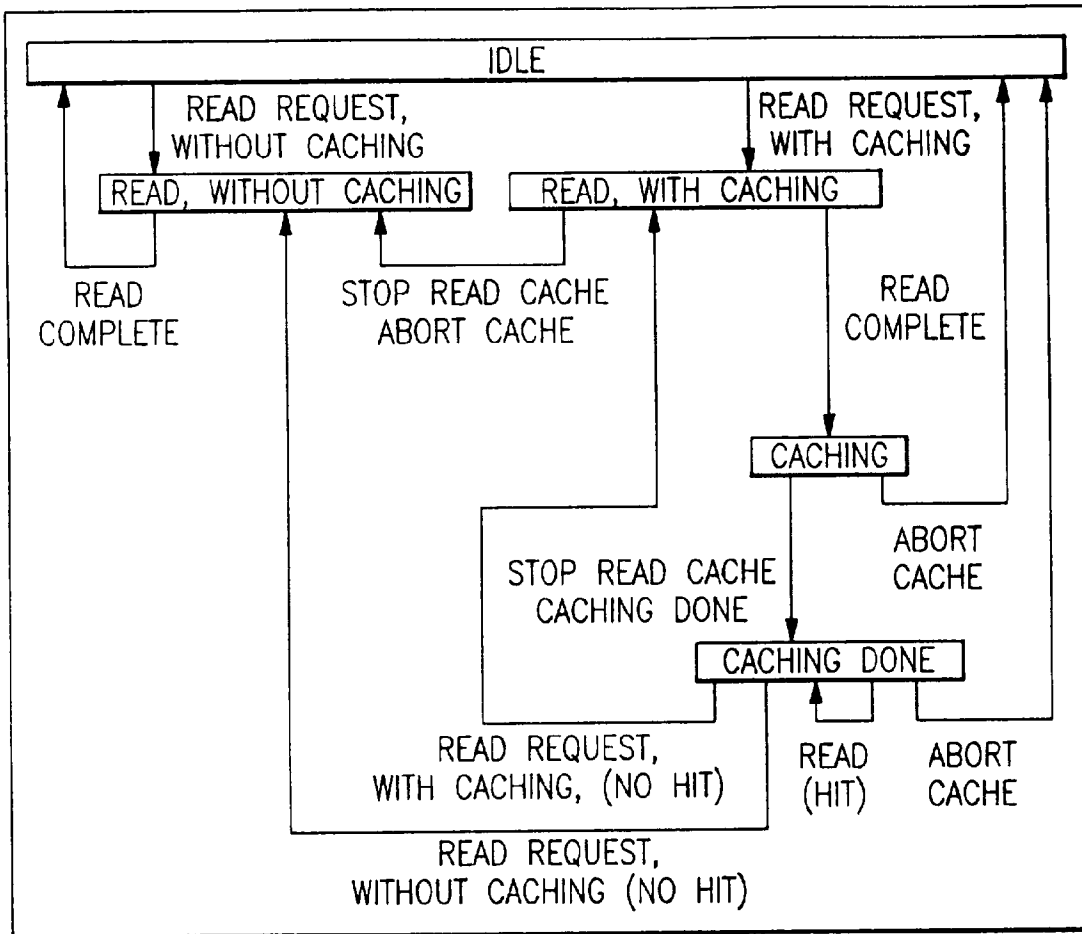 IDLE
READ REQUEST,
WITHOUT CACHING
READ REQUEST,
WITH CACHING
READ, WITHOUT CACHING
READ, WITH CACHING
READ
COMPLETE
STOP READ CACHE
ABORT CACHE
READ
COMPLETE
CACHING
ABORT
CACHE
STOP READ CACHE
CACHING DONE
CACHING DONE
READ REQUEST,
WITH CACHING, (NO HIT)
READ
(HIT)
ABORT
CACHE
READ REQUEST,
WITHOUT CACHING (NO HIT)